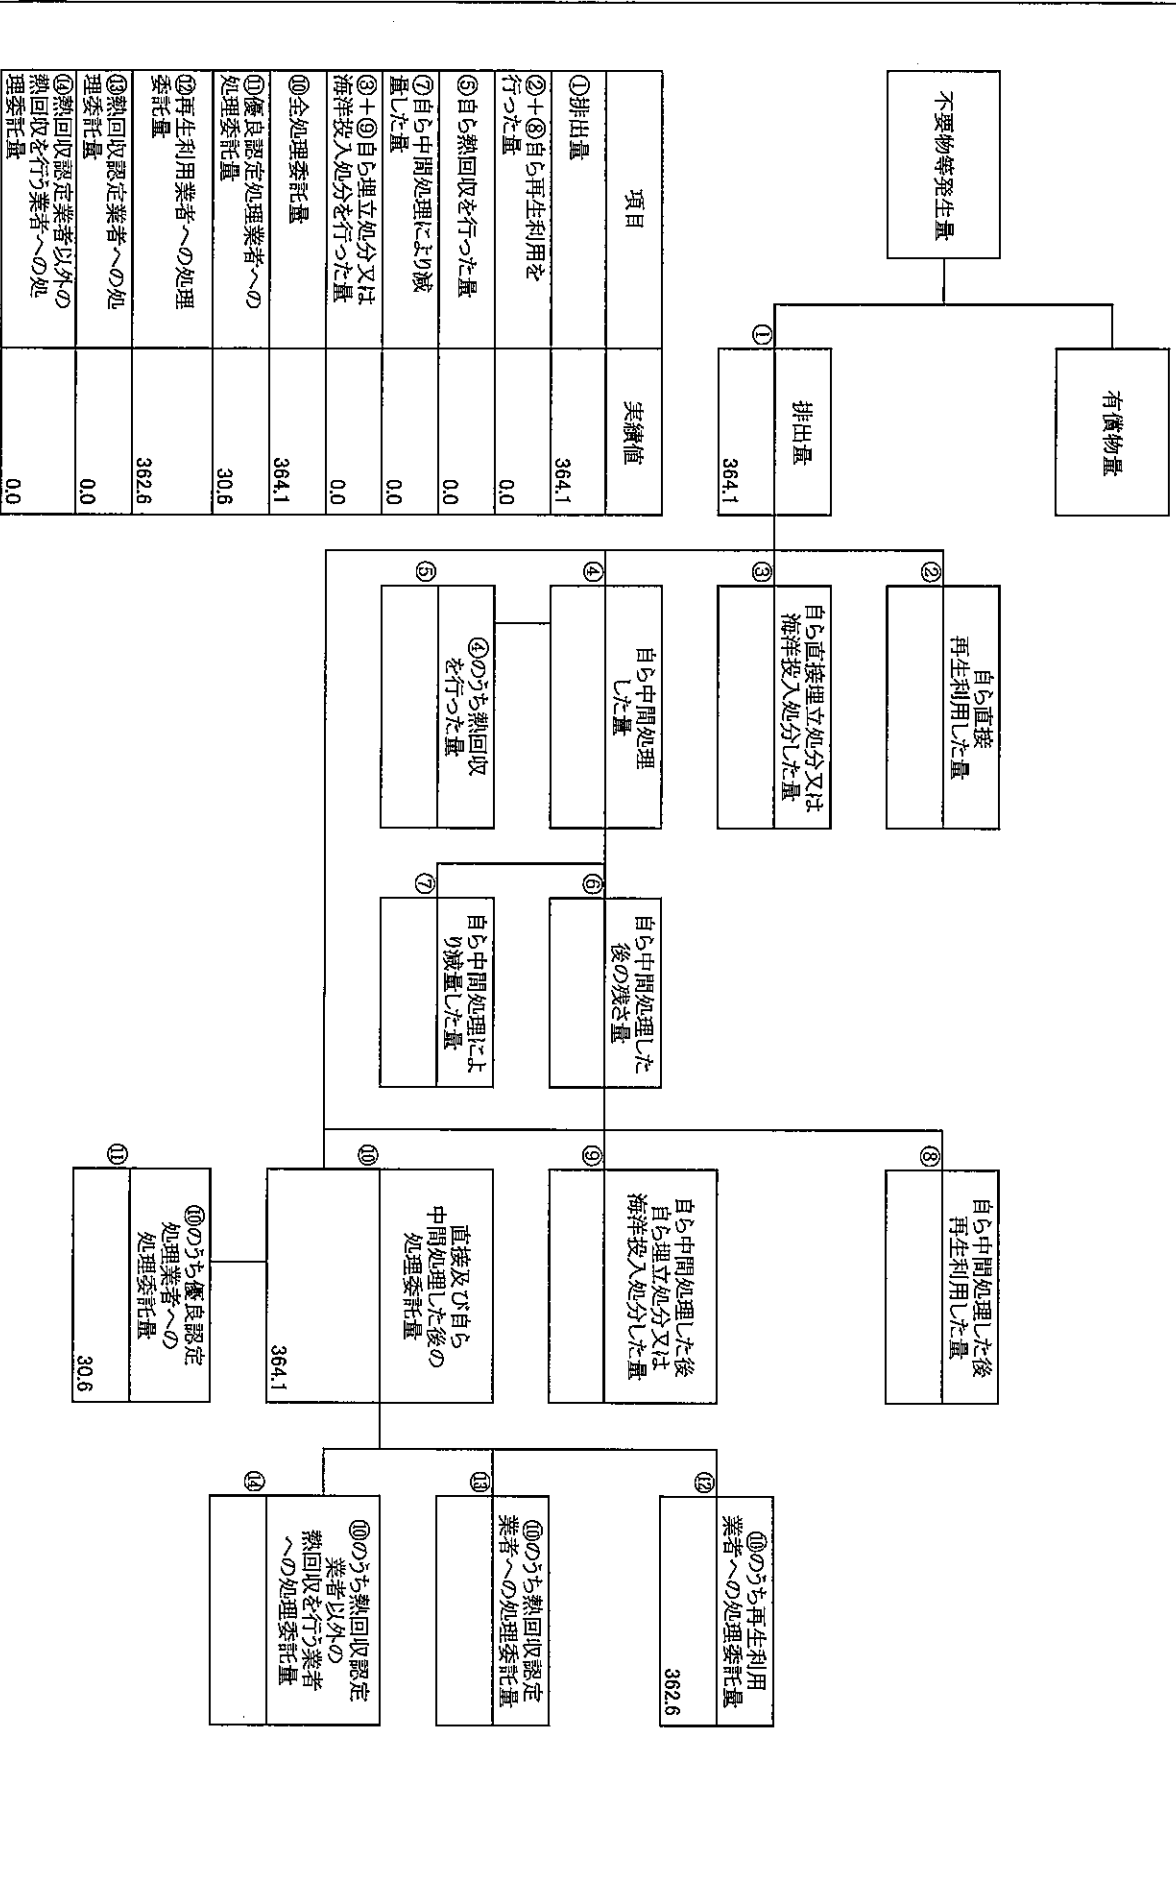 有償物量
不要物等発生量
①
排出量
364.1
②
自ら直接
再生利用した量
③
自ら直接埋立処分又は
海洋投入処分した量
④
自ら中間処理
した量
⑤
④のうち熱回収
を行った量
⑥
自ら中間処理した
後の残さ量
⑦
自ら中間処理によ
り減量した量
⑧
自ら中間処理した後
再生利用した量
⑨
自ら中間処理した後
自ら埋立処分又は
海洋投入処分した量
⑩
直接及び自ら
中間処理した後の
処理委託量
364.1
⑪
⑩のうち優良認定
処理業者への
処理委託量
30.6
⑫
⑩のうち再生利用
業者への処理委託量
362.6
⑬
⑩のうち熱回収認定
業者への処理委託量
⑭
⑩のうち熱回収認定
業者以外の
熱回収を行う業者
への処理委託量
項目
実績値
①排出量
364.1
②+⑧自ら再生利用を
行った量
0.0
⑤自ら熱回収を行った量
0.0
⑦自ら中間処理により減
量した量
0.0
③+⑨自ら埋立処分又は
海洋投入処分を行った量
0.0
⑩全処理委託量
364.1
⑪優良認定処理業者への
処理委託量
30.6
⑫再生利用業者への処理
委託量
362.6
⑬熱回収認定業者への処
理委託量
0.0
⑭熱回収認定業者以外の
熱回収を行う業者への処
理委託量
0.0